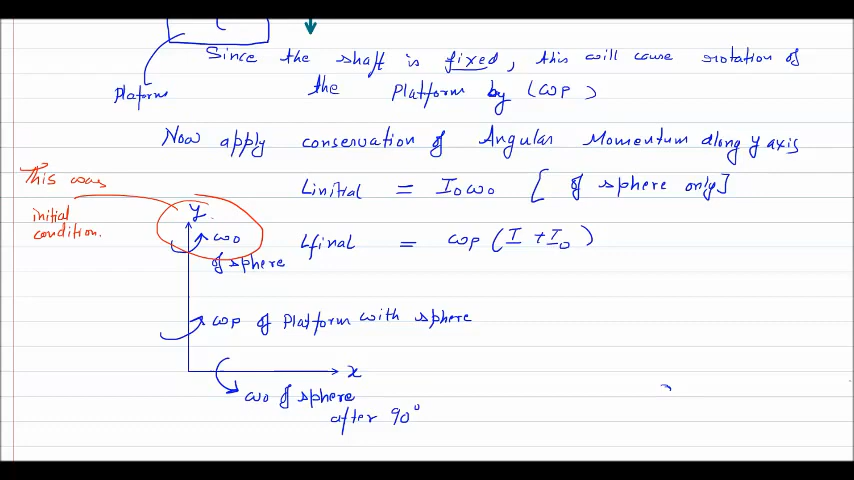 Since the shaft is fixed, this will cause rotation of
the Platform by (ωp)
Platform
Now apply conservation of Angular Momentum along y axis
This was
initial
condition.
Linitial = I₀ω₀ [of sphere only]
y
ω₀
of sphere
Lfinal = ωp (I + I₀)
ωp of Platform with sphere
x
ω₀ of sphere
after 90°